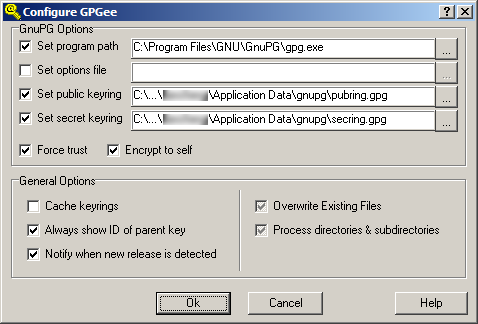 Configure GPGee
GnuPG Options
Set program path C:\Program Files\GNU\GnuPG\gpg.exe ...
Set options file ...
Set public keyring C:\...\ \Application Data\gnupg\pubring.gpg ...
Set secret keyring C:\...\ \Application Data\gnupg\secring.gpg ...
Force trust Encrypt to self
General Options
Cache keyrings Overwrite Existing Files
Always show ID of parent key Process directories & subdirectories
Notify when new release is detected
Ok Cancel Help